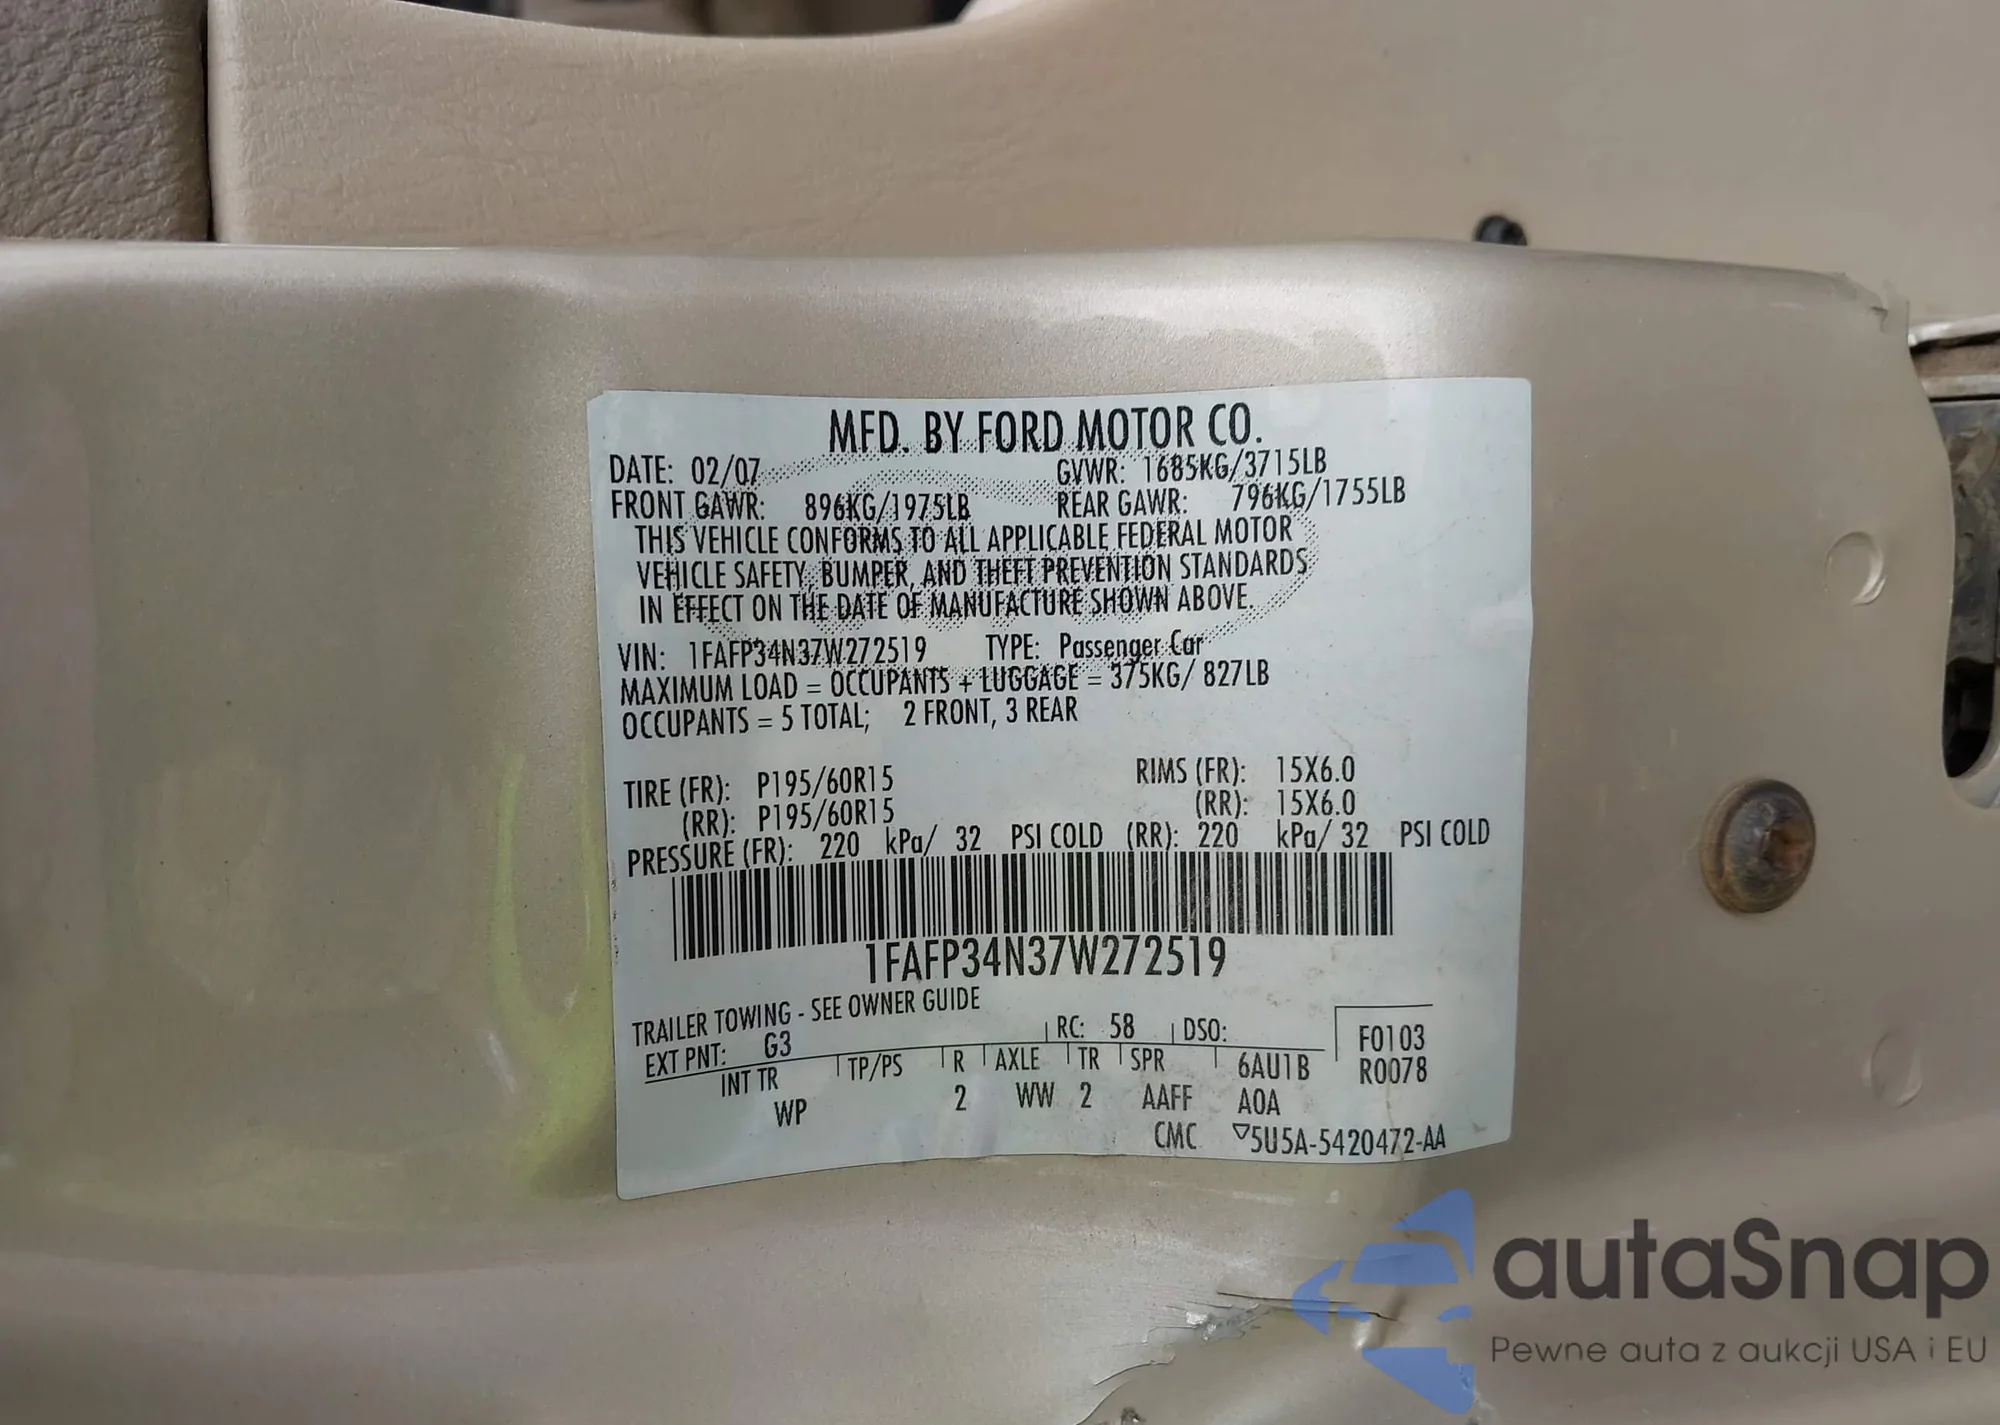 MFD. BY FORD MOTOR CO.
DATE: 02/07 GVWR: 1685KG/3715LB
FRONT GAWR: 896KG/1975LB REAR GAWR: 796KG/1755LB
THIS VEHICLE CONFORMS TO ALL APPLICABLE FEDERAL MOTOR
VEHICLE SAFETY, BUMPER, AND THEFT PREVENTION STANDARDS
IN EFFECT ON THE DATE OF MANUFACTURE SHOWN ABOVE.
VIN: 1FAFP34N37W272519 TYPE: Passenger Car
MAXIMUM LOAD = OCCUPANTS + LUGGAGE = 375KG/ 827LB
OCCUPANTS = 5 TOTAL; 2 FRONT, 3 REAR
TIRE (FR): P195/60R15 RIMS (FR): 15X6.0
(RR): P195/60R15 (RR): 15X6.0
PRESSURE (FR): 220 kPa/ 32 PSI COLD (RR): 220 kPa/ 32 PSI COLD
1FAFP34N37W272519
TRAILER TOWING - SEE OWNER GUIDE
EXT PNT: G3 RC: 58 DSO: F0103
INT TR TP/PS R AXLE TR SPR 6AU1B R0078
WP 2 WW 2 AAFF A0A
CMC ▽5U5A-5420472-AA
autaSnap
Pewne auta z aukcji USA i EU